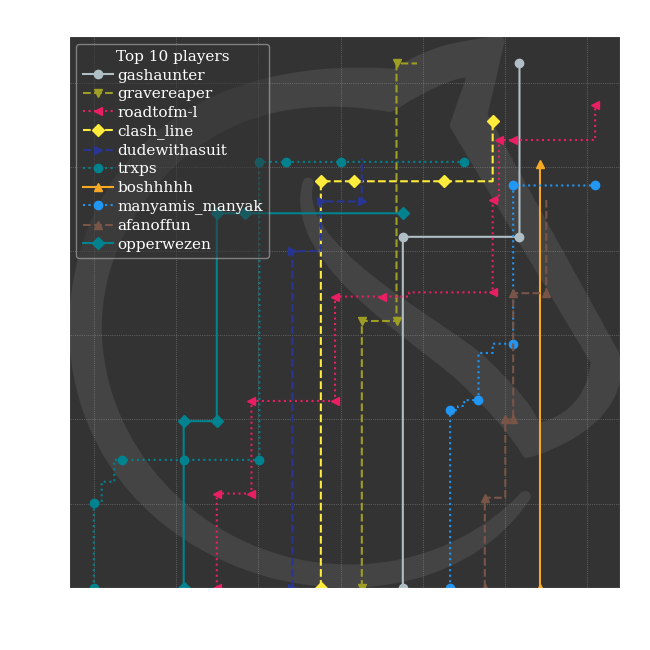 Top 10 players
gashaunter
gravereaper
roadtofm-l
clash_line
dudewithasuit
trxps
boshhhhh
manyamis_manyak
afanoffun
opperwezen